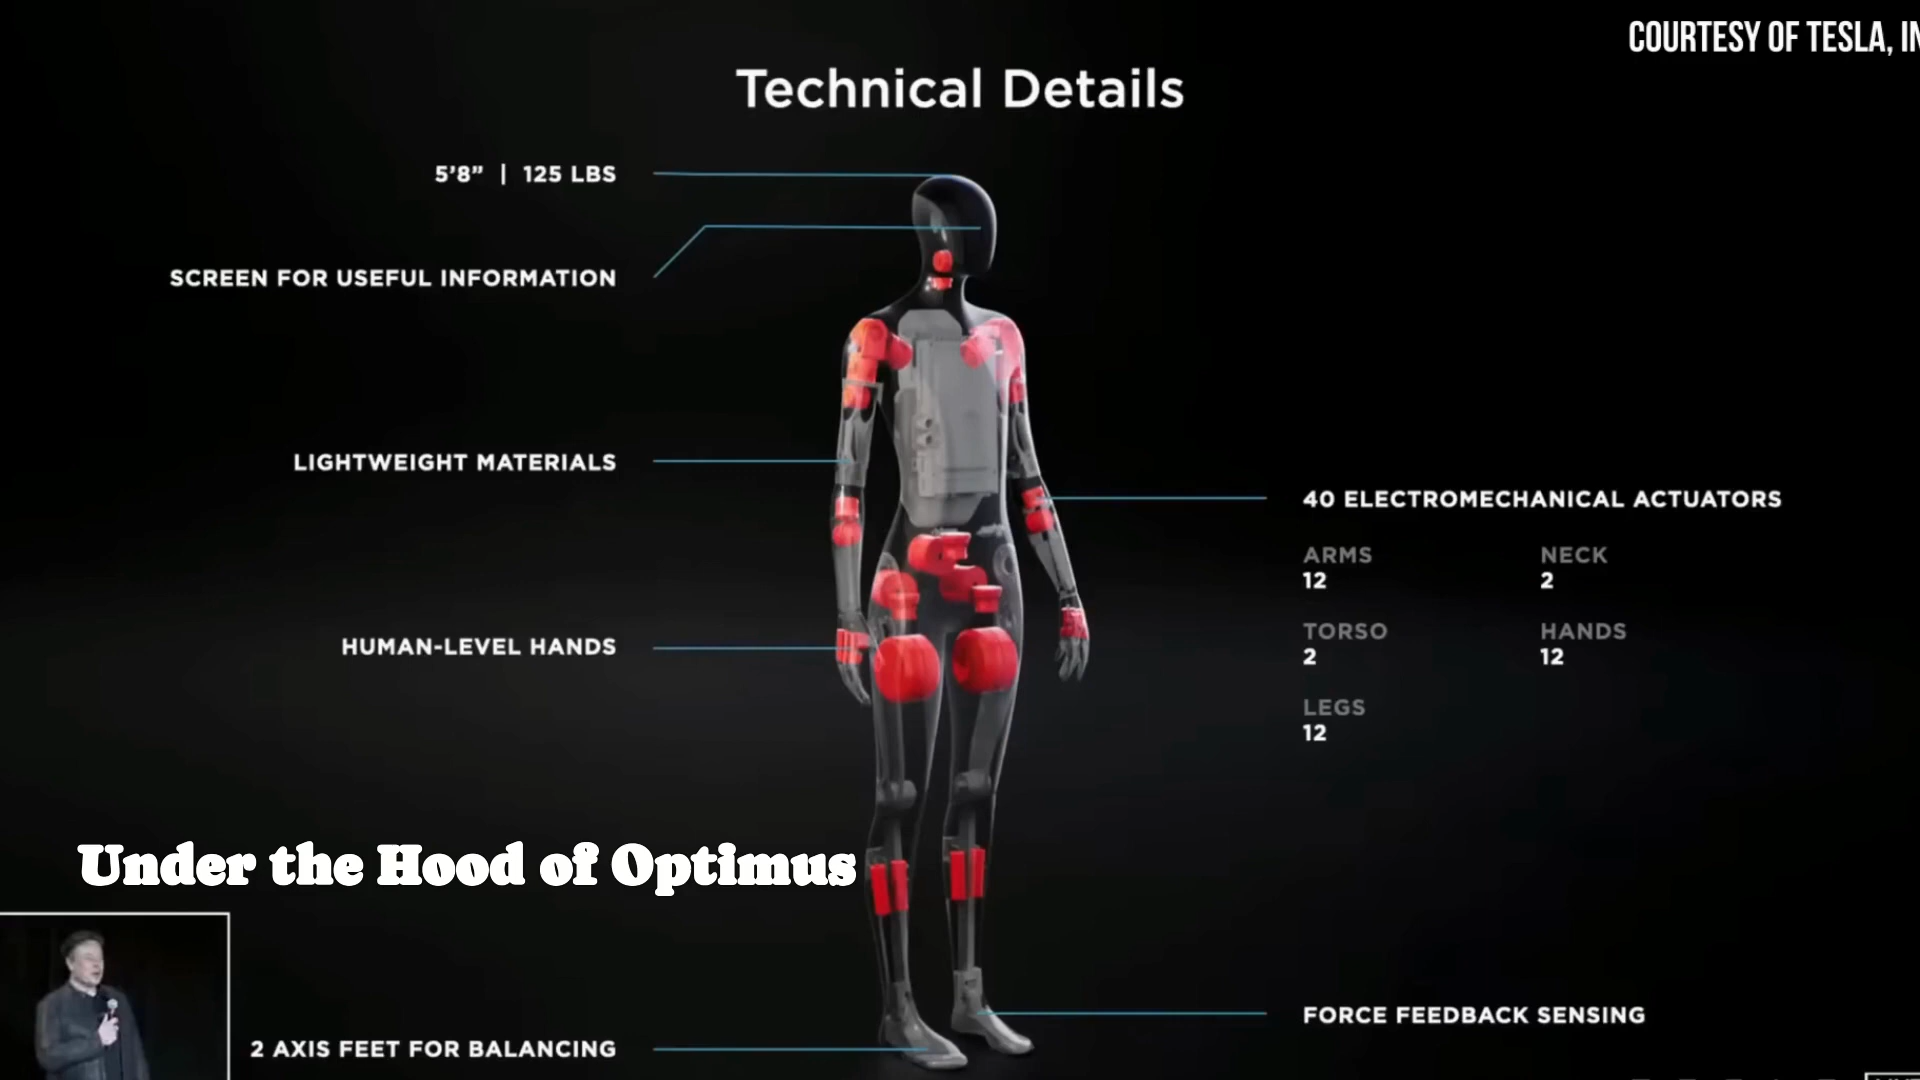 COURTESY OF TESLA,
Technical Details
5'8” | 125 LBS
SCREEN FOR USEFUL INFORMATION
LIGHTWEIGHT MATERIALS
40 ELECTROMECHANICAL ACTUATORS
ARMS NECK
12 2
TORSO HANDS
2 12
LEGS
12
HUMAN-LEVEL HANDS
Under the Hood of Optimus
FORCE FEEDBACK SENSING
2 AXIS FEET FOR BALANCING